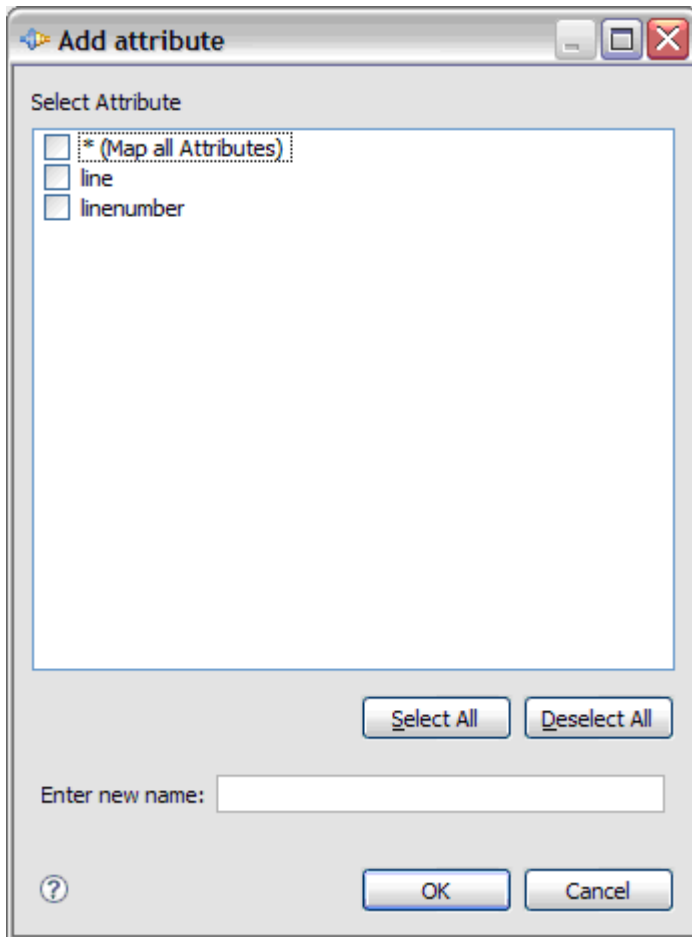 Add attribute
Select Attribute
* (Map all Attributes)
line
linenumber
Select All Deselect All
Enter new name:
? OK Cancel